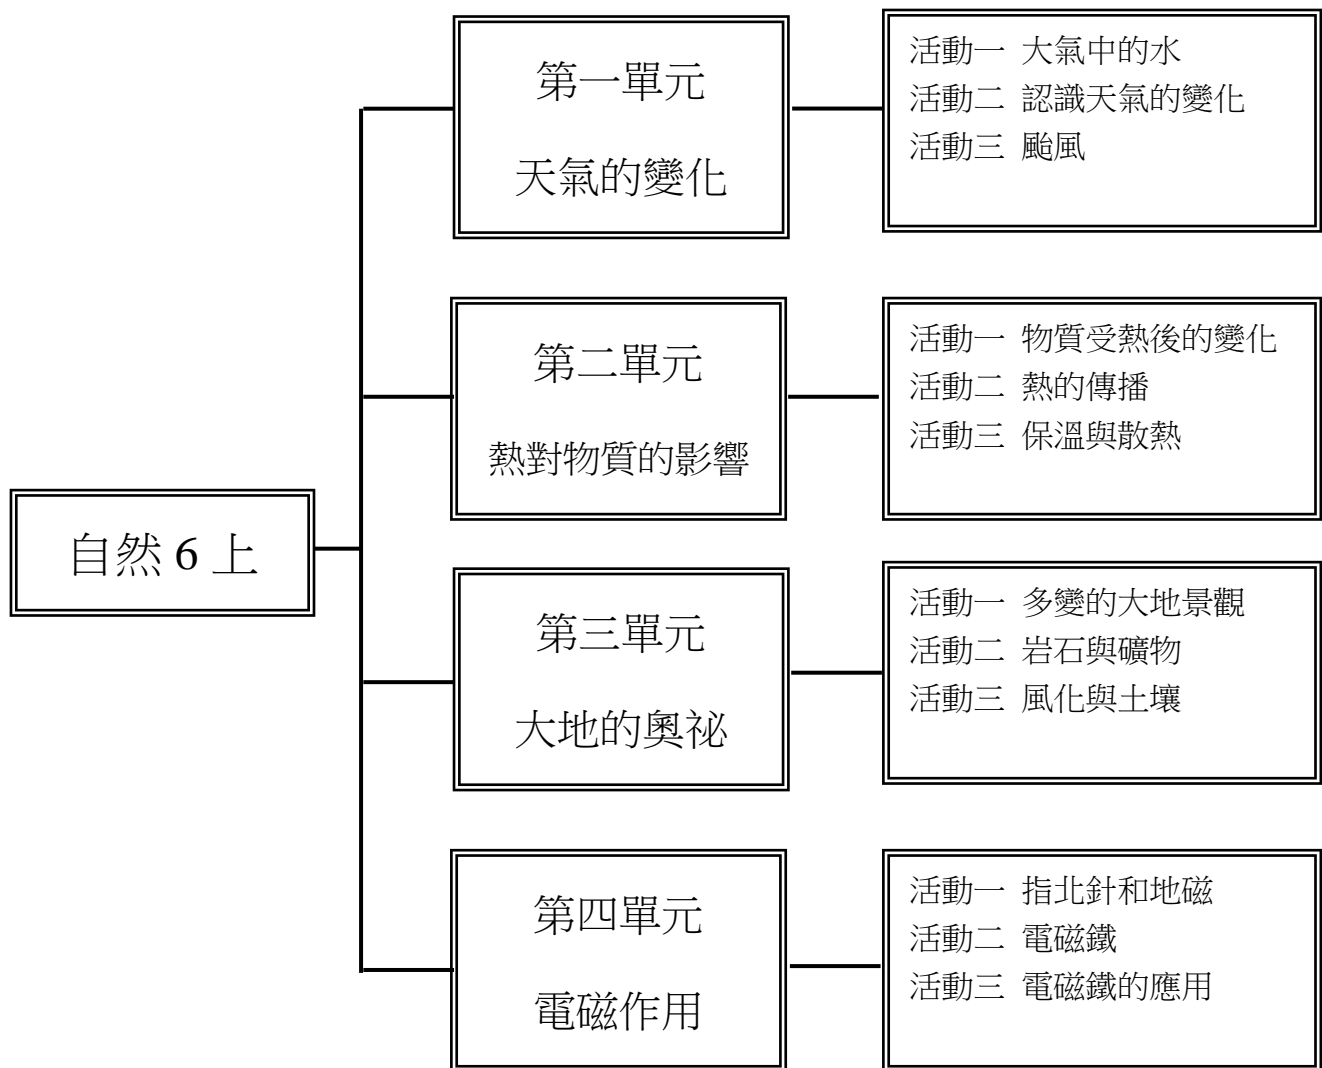 自然 6 上
第一單元
天氣的變化
活動一 大氣中的水
活動二 認識天氣的變化
活動三 颱風
第二單元
熱對物質的影響
活動一 物質受熱後的變化
活動二 熱的傳播
活動三 保溫與散熱
第三單元
大地的奧祕
活動一 多變的大地景觀
活動二 岩石與礦物
活動三 風化與土壤
第四單元
電磁作用
活動一 指北針和地磁
活動二 電磁鐵
活動三 電磁鐵的應用